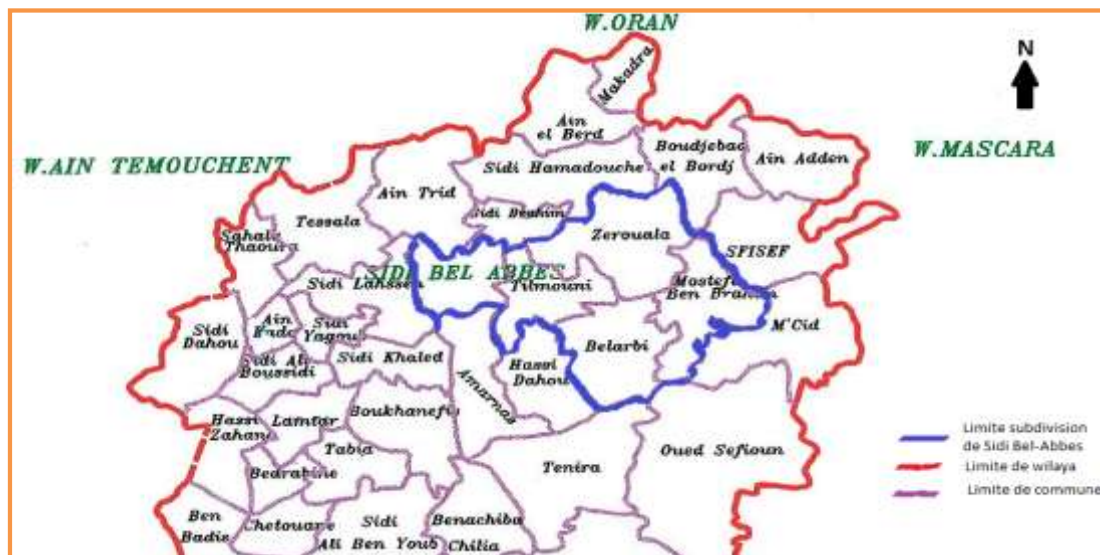 W.ORAN
N
Makadra
Ain
el Berd
Boudjebaa
el Bordj
Ain Adden
W.MASCARA
W.AIN TEMOUCHENT
Sidi Hamadouche
Ain Trid
Sidi Brahim
Tessala
Zerouala
SFISEF
Sahala
Thaoura
SIDI BEL ABBES
Sidi Lahssen
Tilmouni
Mostefa
Ben Brahim
M'Cid
Sidi
Dahou
Ain
Sidi
Yagoub
Belarbi
Sidi Ali
Boussidi
Sidi Khaled
Hassi
Dahou
Amarnas
Boukhanefi
Hassi
Zahana
Lamtar
Tabia
Oued Sefioun
Bedrabine
Tenira
Ben
Badis
Chetouane
Sidi
Ali Ben Youb
Benachiba
Chilia
Limite subdivision
de Sidi Bel-Abbes
Limite de wilaya
Limite de commune